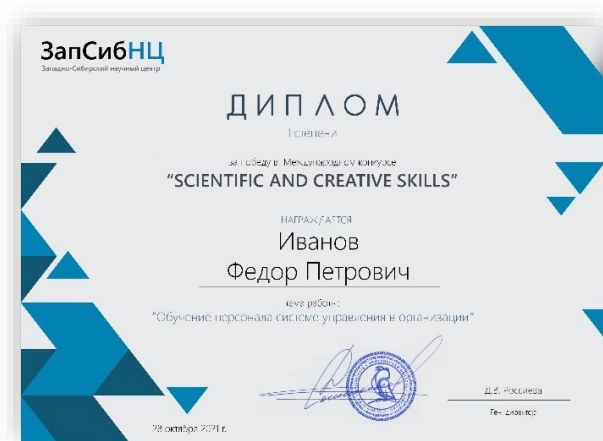 ЗапСибНЦ
Западно-Сибирский научный центр
ДИПЛОМ
I степени
за победу в Международном конкурсе
“SCIENTIFIC AND CREATIVE SKILLS”
НАГРАЖДАЕТСЯ
Иванов
Федор Петрович
тема работы:
“Обучение персонала системе управления в организации”
Д.В. Россиева
Ген. директор
28 октября 2021 г.